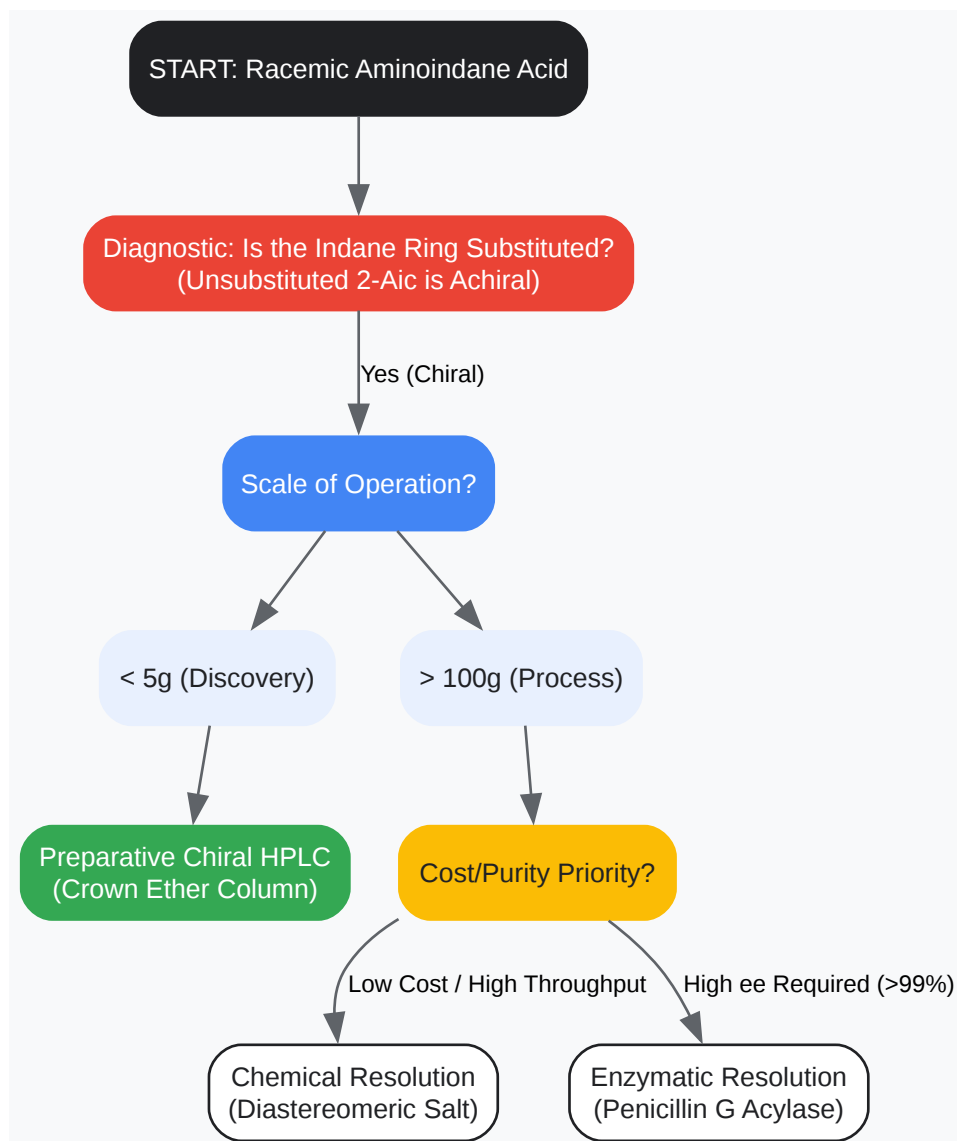 START: Racemic Aminoindane Acid
Diagnostic: Is the Indane Ring Substituted?
(Unsubstituted 2-Aic is Achiral)
Yes (Chiral)
Scale of Operation?
< 5g (Discovery)
> 100g (Process)
Preparative Chiral HPLC
(Crown Ether Column)
Cost/Purity Priority?
Low Cost / High Throughput
High ee Required (>99%)
Chemical Resolution
(Diastereomeric Salt)
Enzymatic Resolution
(Penicillin G Acylase)